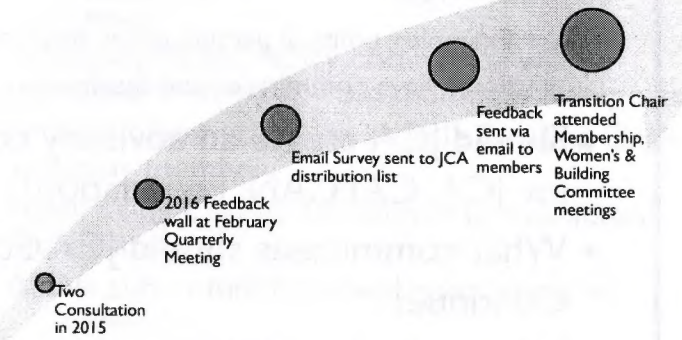 Two
Consultation
in 2015
2016 Feedback
wall at February
Quarterly
Meeting
Email Survey sent to JCA
distribution list
Feedback
sent via
email to
members
Transition Chair
attended
Membership,
Women's &
Building
Committee
meetings